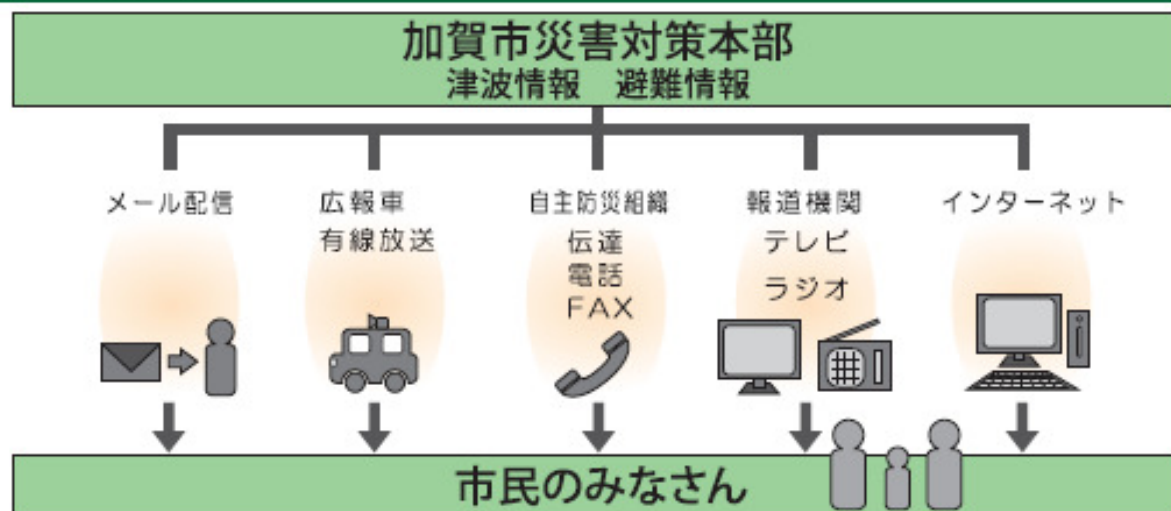 加賀市災害対策本部
津波情報　避難情報
メール配信
広報車
有線放送
自主防災組織
伝達
電話
FAX
報道機関
テレビ
ラジオ
インターネット
市民のみなさん